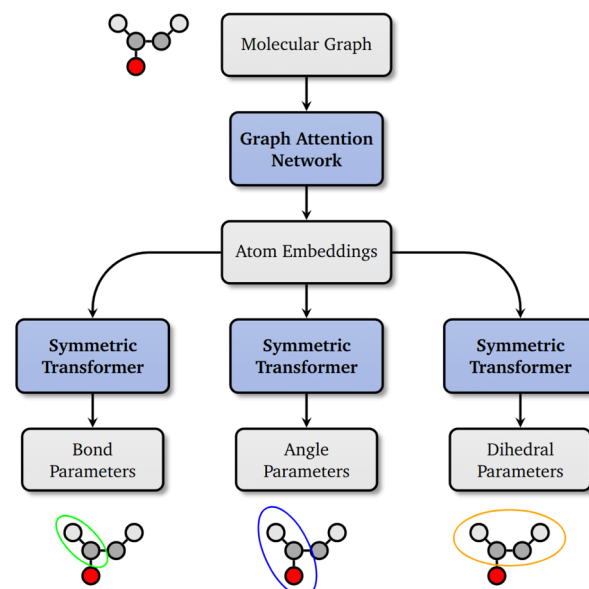 Molecular Graph
Graph Attention
Network
Atom Embeddings
Symmetric
Transformer
Symmetric
Transformer
Symmetric
Transformer
Bond
Parameters
Angle
Parameters
Dihedral
Parameters